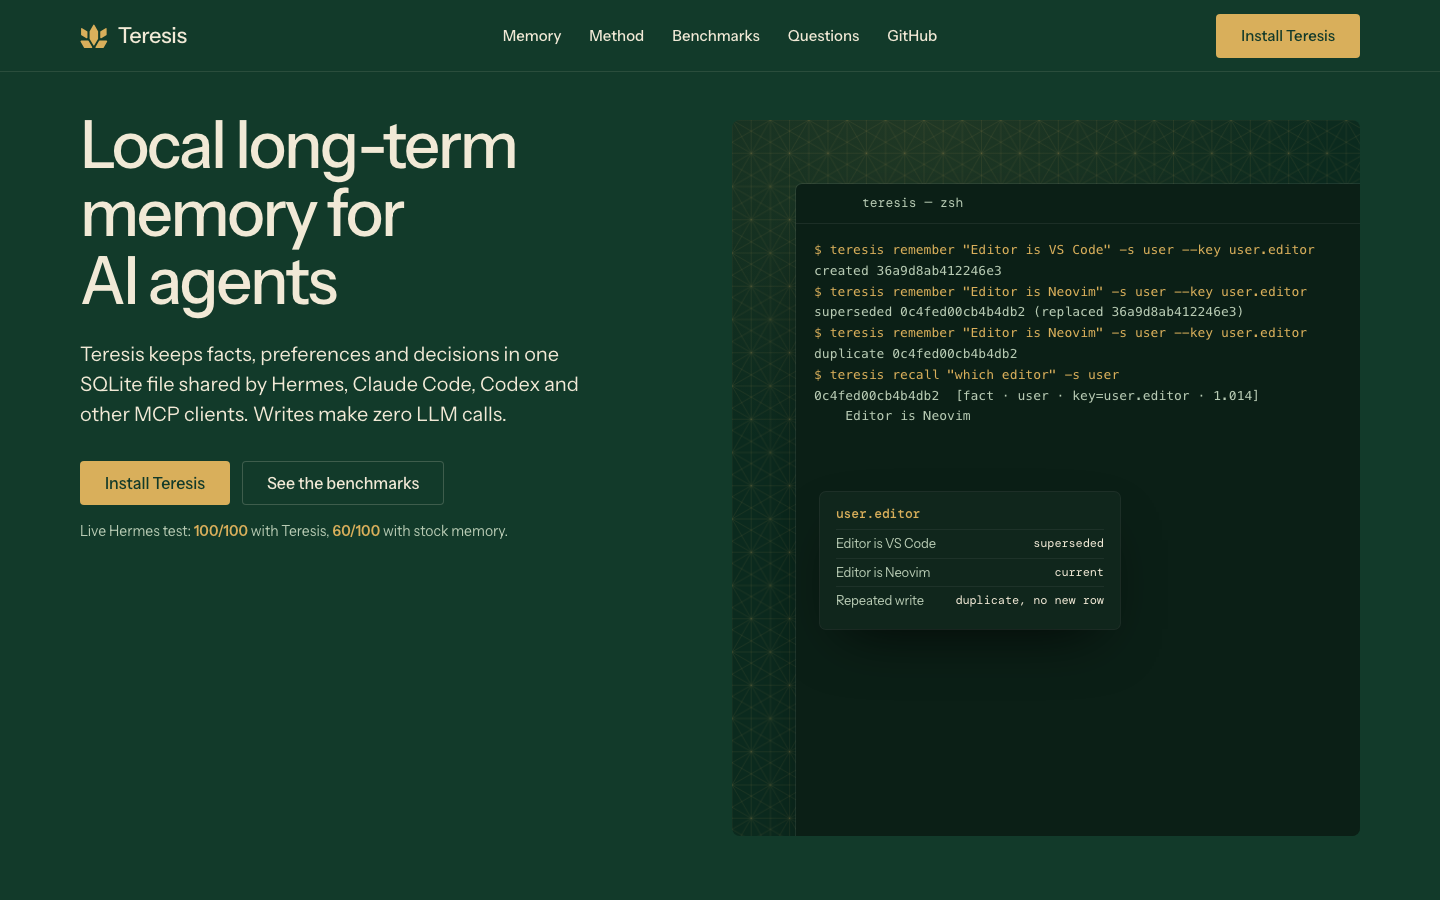 Teresis
Memory
Method
Benchmarks
Questions
GitHub
Install Teresis
Local long-term
memory for
AI agents
Teresis keeps facts, preferences and decisions in one
SQLite file shared by Hermes, Claude Code, Codex and
other MCP clients. Writes make zero LLM calls.
Install Teresis
See the benchmarks
Live Hermes test: 100/100 with Teresis, 60/100 with stock memory.
teresis — zsh
$ teresis remember "Editor is VS Code" -s user --key user.editor
created 36a9d8ab412246e3
$ teresis remember "Editor is Neovim" -s user --key user.editor
superseded 0c4fed00cb4b4db2 (replaced 36a9d8ab412246e3)
$ teresis remember "Editor is Neovim" -s user --key user.editor
duplicate 0c4fed00cb4b4db2
$ teresis recall "which editor" -s user
0c4fed00cb4b4db2  [fact · user · key=user.editor · 1.014]
    Editor is Neovim
user.editor
Editor is VS Code superseded
Editor is Neovim current
Repeated write duplicate, no new row